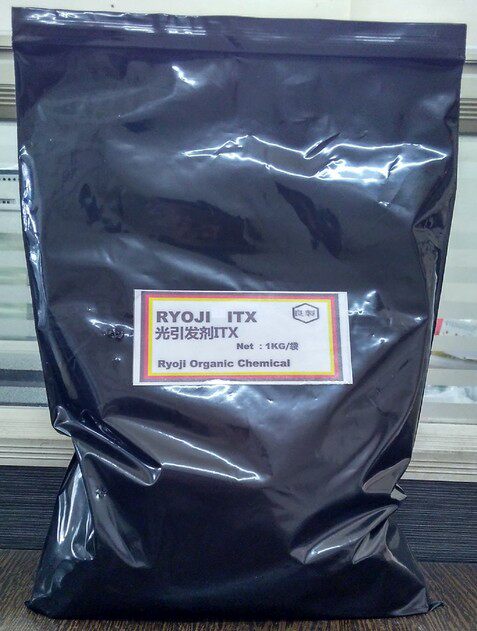 RYOJI ITX
光引发剂ITX
Net : 1KG/袋
Ryoji Organic Chemical